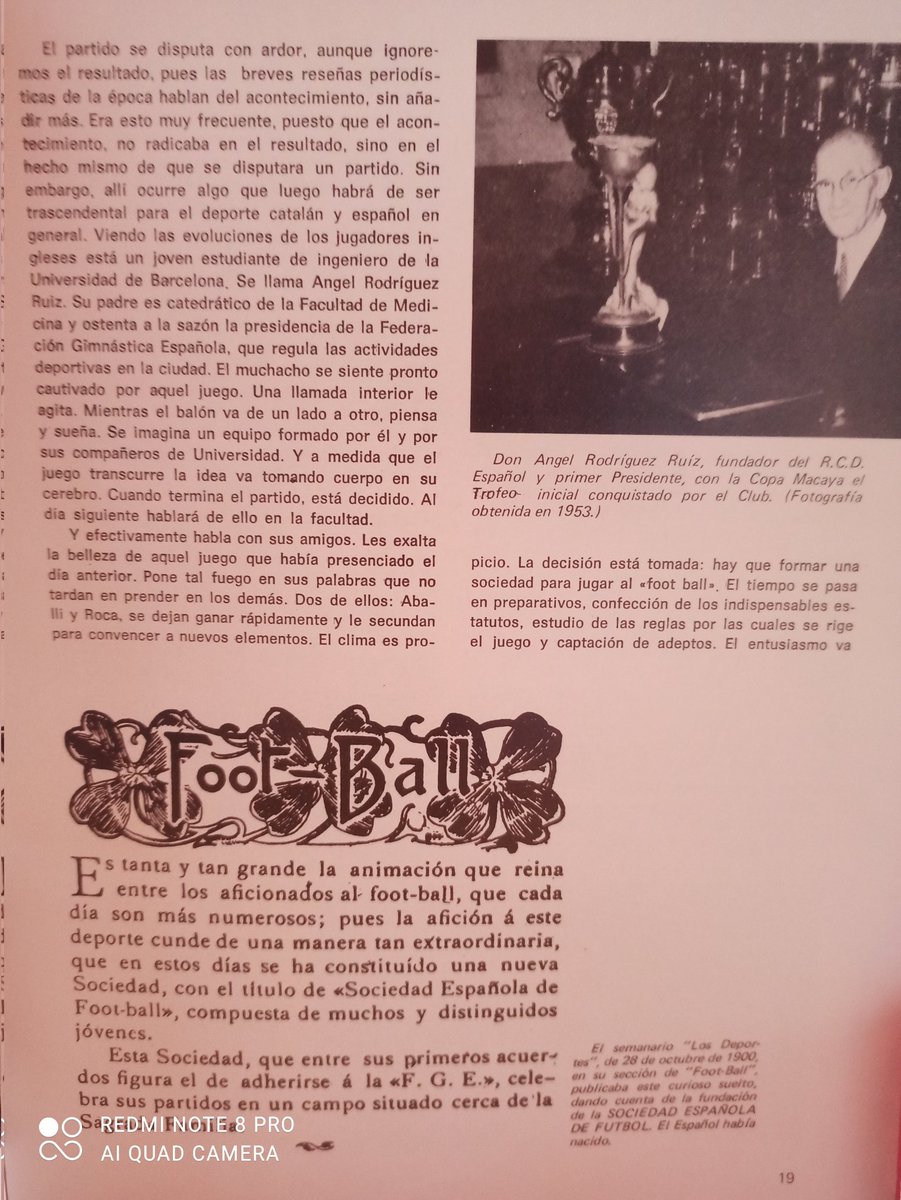 El partido se disputa con ardor, aunque ignore-
mos el resultado, pues las breves reseñas periodís-
ticas de la época hablan del acontecimiento, sin aña-
dir más. Era esto muy frecuente, puesto que el acon-
tecimiento, no radicaba en el resultado, sino en el
hecho mismo de que se disputara un partido. Sin
embargo, allí ocurre algo que luego habrá de ser
trascendental para el deporte catalán y español en
general. Viendo las evoluciones de los jugadores in-
gleses está un joven estudiante de ingeniero de la
Universidad de Barcelona. Se llama Angel Rodríguez
Ruiz. Su padre es catedrático de la Facultad de Medi-
cina y ostenta a la sazón la presidencia de la Federa-
ción Gimnástica Española, que regula las actividades
deportivas en la ciudad. El muchacho se siente pronto
cautivado por aquel juego. Una llamada interior le
agita. Mientras el balón va de un lado a otro, piensa
y sueña. Se imagina un equipo formado por él y por
sus compañeros de Universidad. Y a medida que el
juego transcurre la idea va tomando cuerpo en su
cerebro. Cuando termina el partido, está decidido. Al
día siguiente hablará de ello en la facultad.
Y efectivamente habla con sus amigos. Les exalta
la belleza de aquel juego que había presenciado el
día anterior. Pone tal fuego en sus palabras que no
tardan en prender en los demás. Dos de ellos: Aba-
lli y Roca, se dejan ganar rápidamente y le secundan
para convencer a nuevos elementos. El clima es pro-
Don Angel Rodríguez Ruíz, fundador del R.C.D.
Español y primer Presidente, con la Copa Macaya el
Trofeo- inicial conquistado por el Club. (Fotografía
obtenida en 1953.)
picio. La decisión está tomada: hay que formar una
sociedad para jugar al «foot ball». El tiempo se pasa
en preparativos, confección de los indispensables es-
tatutos, estudio de las reglas por las cuales se rige
el juego y captación de adeptos. El entusiasmo va
Foot-Ball
Es tanta y tan grande la animación que reina
entre los aficionados al foot-ball, que cada
día son más numerosos; pues la afición á este
deporte cunde de una manera tan extraordinaria,
que en estos días se ha constituído una nueva
Sociedad, con el título de «Sociedad Española de
Foot-ball», compuesta de muchos y distinguidos
jóvenes.
Esta Sociedad, que entre sus primeros acuer-
dos figura el de adherirse á la «F. G. E.», cele-
bra sus partidos en un campo situado cerca de la
Sagrada Familia.
El semanario "Los Depor-
tes", de 28 de octubre de 1900,
en su sección de "Foot-Ball",
publicaba este curioso suelto,
dando cuenta de la fundación
de la SOCIEDAD ESPAÑOLA
DE FUTBOL. El Español había
nacido.
REDMI NOTE 8 PRO
AI QUAD CAMERA
19